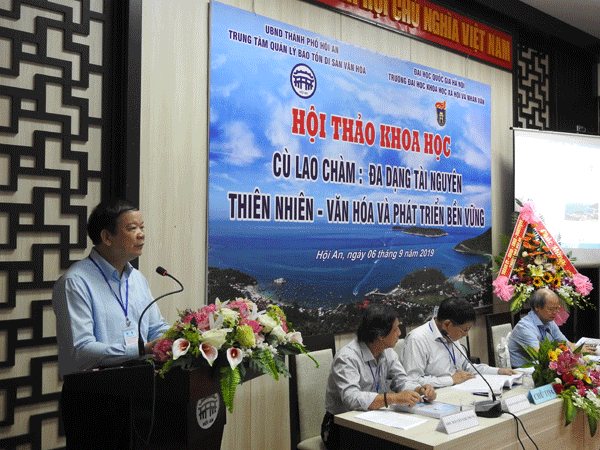 HỘI CHỦ NGHĨA VIỆT NAM
UBND THÀNH PHỐ HỘI AN
TRUNG TÂM QUẢN LÝ BẢO TỒN DI SẢN VĂN HÓA
ĐẠI HỌC QUỐC GIA HÀ NỘI
TRƯỜNG ĐẠI HỌC KHOA HỌC XÃ HỘI VÀ NHÂN VĂN
HỘI THẢO KHOA HỌC
CÙ LAO CHÀM: ĐA DẠNG TÀI NGUYÊN
THIÊN NHIÊN - VĂN HÓA VÀ PHÁT TRIỂN BỀN VỮNG
Hội An, ngày 06 tháng 9 năm 2019
CHỦ TỌA